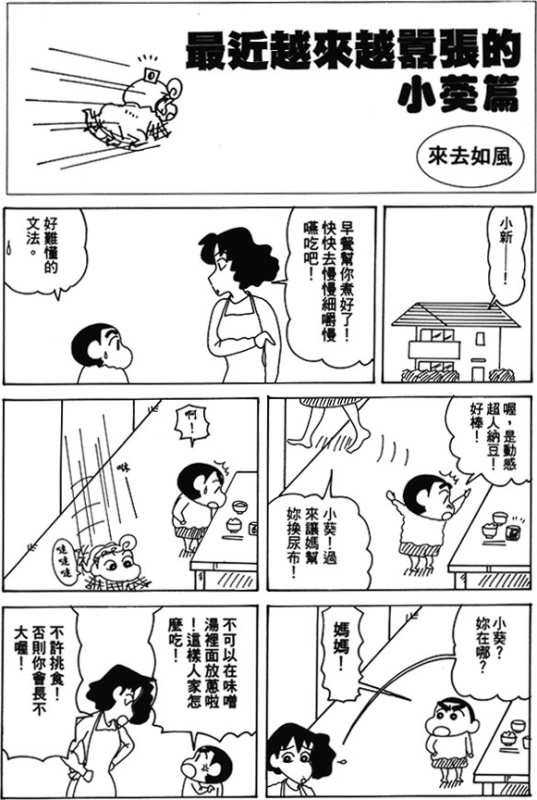 最近越來越囂張的
小葵篇
來去如風
小新——！
早餐幫你煮好了！
快快去慢慢細嚼慢
嚥吃吧！
好難懂的
文法。
喔，是動感
超人納豆！
好棒！
小葵！過
來讓媽幫
妳換尿布！
啊！
咻
噠
噠
噠
小葵？
妳在哪？
媽媽！
不可以在味噌
湯裡面放蔥啦
！這樣人家怎
麼吃！
不許挑食！
否則你會長不
大喔！